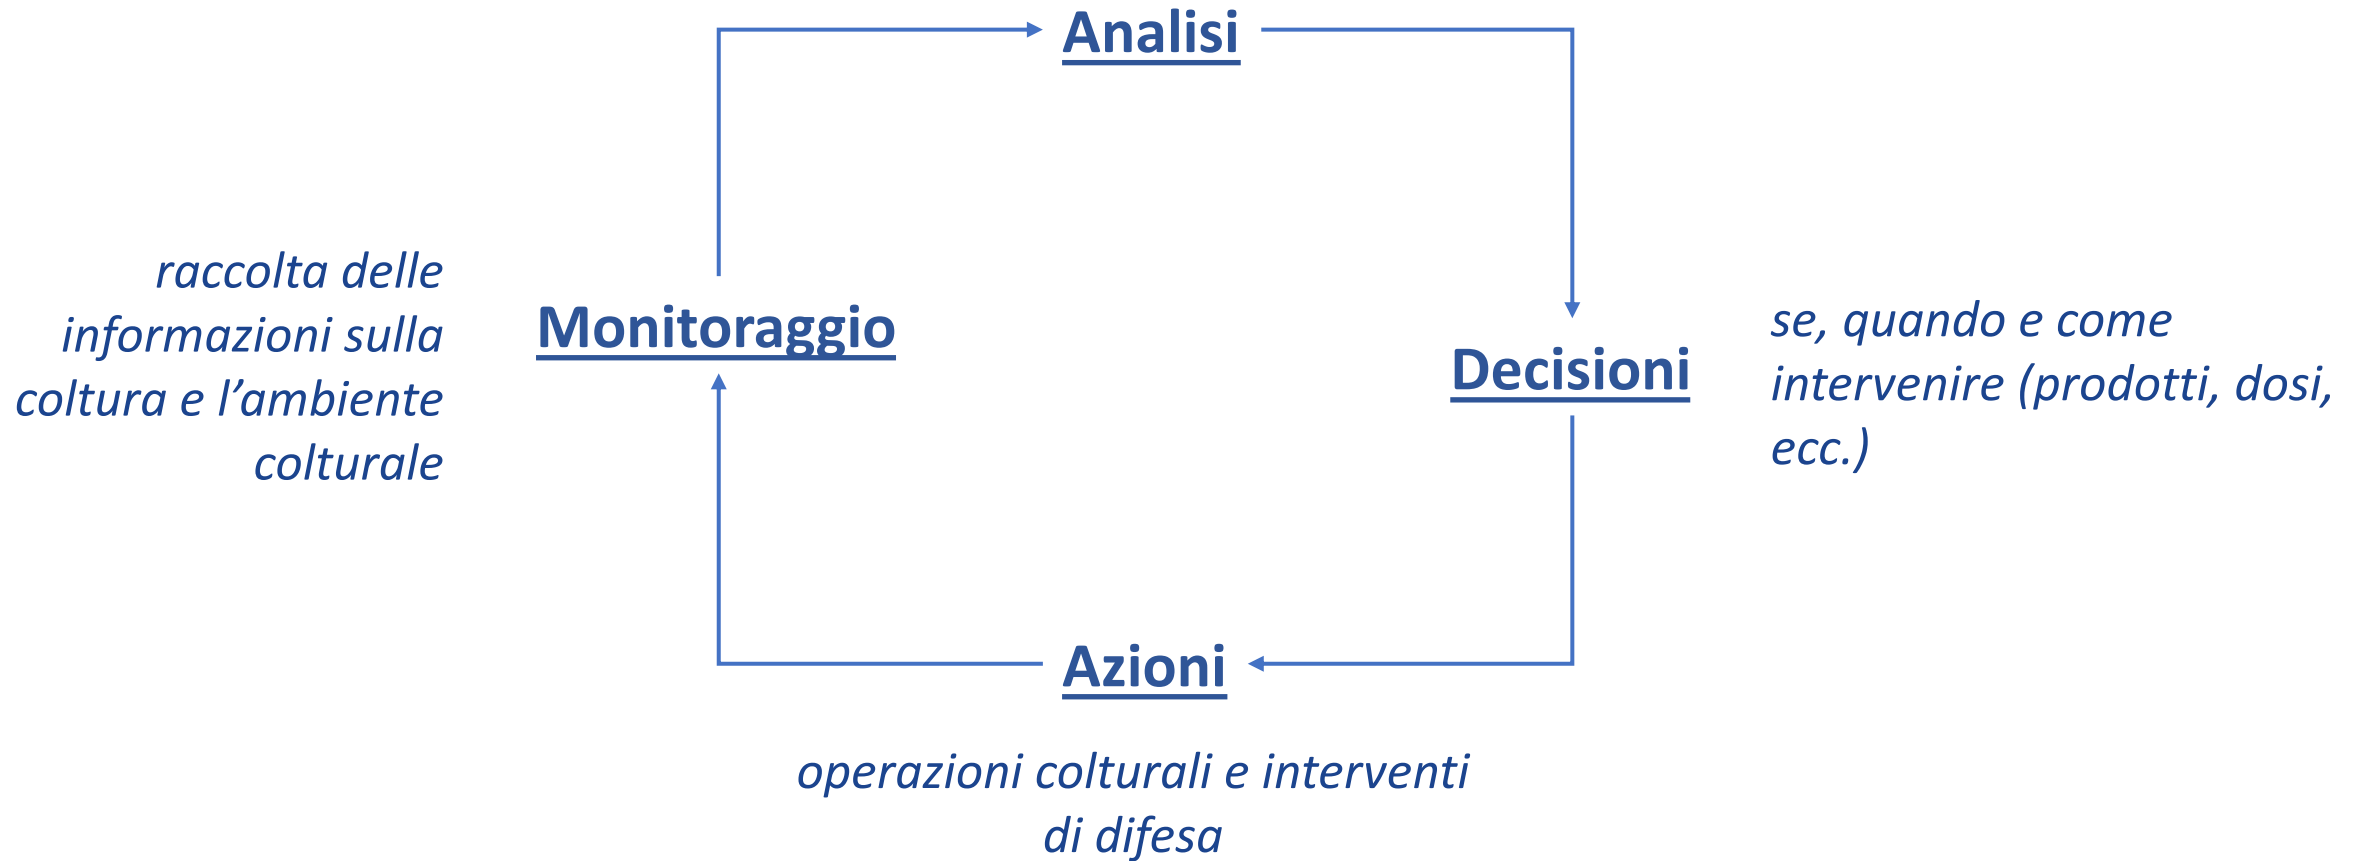 Analisi
raccolta delle
informazioni sulla
coltura e l’ambiente
colturale
Monitoraggio
Decisioni
se, quando e come
intervenire (prodotti, dosi,
ecc.)
Azioni
operazioni colturali e interventi
di difesa